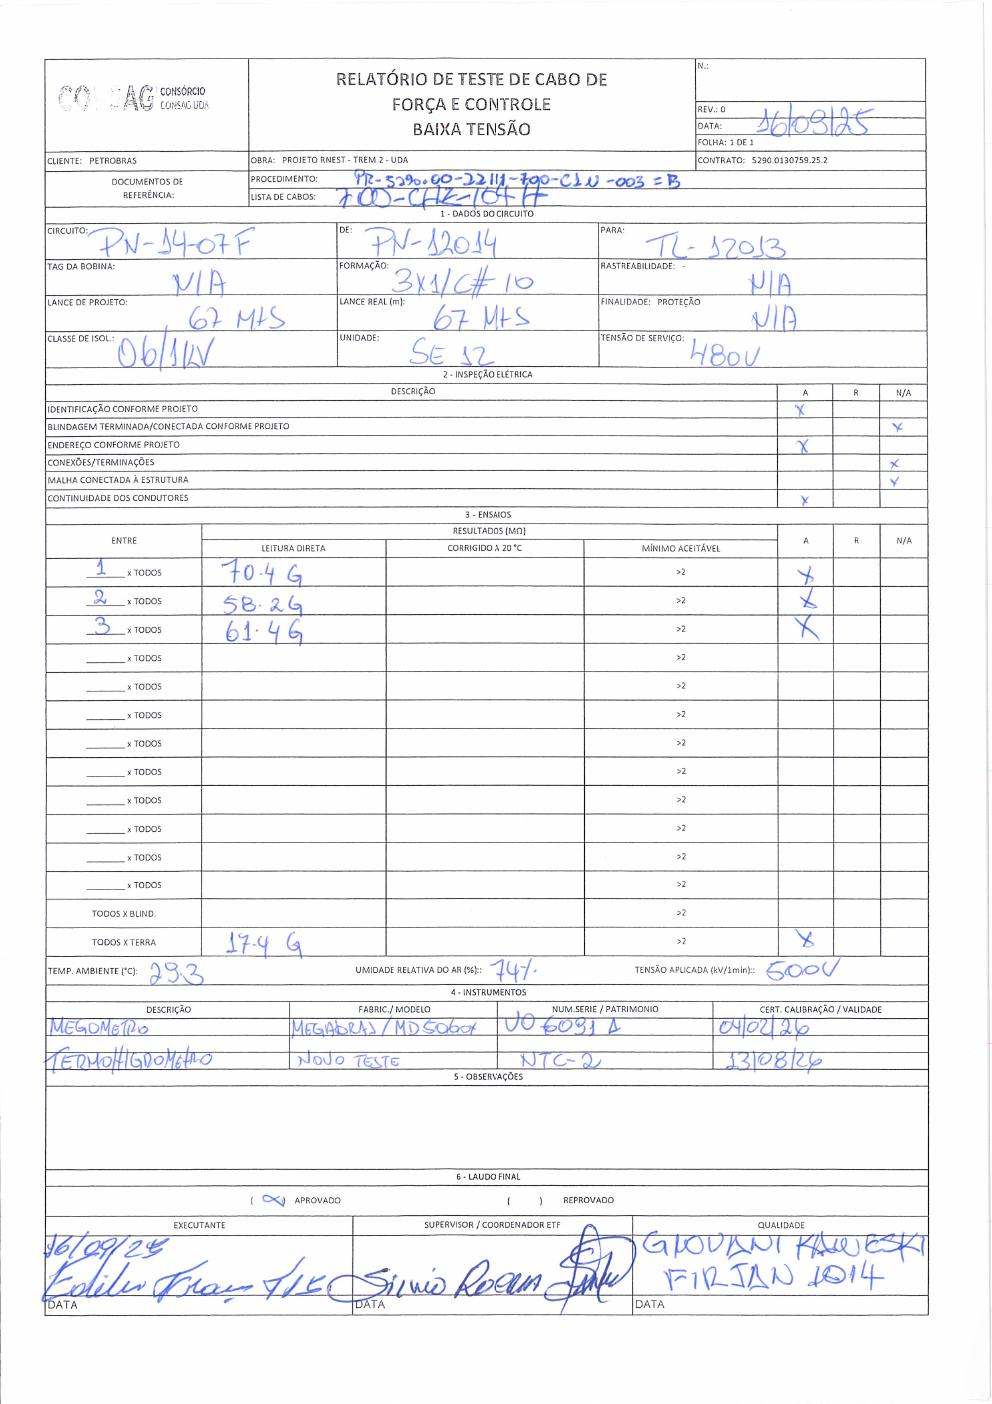 CONSÓRCIO
CONSAG UDA
RELATÓRIO DE TESTE DE CABO DE
FORÇA E CONTROLE
BAIXA TENSÃO
N.:
REV.: 0
DATA: 16/09/25
FOLHA: 1 DE 1
CLIENTE: PETROBRAS
OBRA: PROJETO RNEST - TREM 2 - UDA
CONTRATO: 5290.0130759.25.2
DOCUMENTOS DE
REFERÊNCIA:
PROCEDIMENTO: PR-5290.00-22111-700-C1N-003 = B
LISTA DE CABOS:
1 - DADOS DO CIRCUITO
CIRCUITO: PN-14-07F
DE: PN-12014
PARA: TL-12013
TAG DA BOBINA: N/A
FORMAÇÃO: 3X1/C# 10
RASTREABILIDADE: - N/A
LANCE DE PROJETO: 67 MtS
LANCE REAL (m): 67 MtS
FINALIDADE: PROTEÇÃO N/A
CLASSE DE ISOL.: 06/1KV
UNIDADE: SE 12
TENSÃO DE SERVIÇO: 480V
2 - INSPEÇÃO ELÉTRICA
DESCRIÇÃO A R N/A
IDENTIFICAÇÃO CONFORME PROJETO X
BLINDAGEM TERMINADA/CONECTADA CONFORME PROJETO X
ENDEREÇO CONFORME PROJETO X
CONEXÕES/TERMINAÇÕES X
MALHA CONECTADA À ESTRUTURA X
CONTINUIDADE DOS CONDUTORES X
3 - ENSAIOS
ENTRE RESULTADOS (MΩ) A R N/A
LEITURA DIRETA CORRIGIDO A 20 °C MÍNIMO ACEITÁVEL
1 x TODOS 70.4 G >2 X
2 x TODOS 58.2G >2 X
3 x TODOS 61.4G >2 X
x TODOS >2
x TODOS >2
x TODOS >2
x TODOS >2
x TODOS >2
x TODOS >2
x TODOS >2
x TODOS >2
x TODOS >2
TODOS X BLIND. >2
TODOS X TERRA 17.4 G >2 X
TEMP. AMBIENTE (°C): 29.3
UMIDADE RELATIVA DO AR (%):: 74%.
TENSÃO APLICADA (kV/1min):: 500V
4 - INSTRUMENTOS
DESCRIÇÃO FABRIC./ MODELO NUM.SERIE / PATRIMONIO CERT. CALIBRAÇÃO / VALIDADE
MEGOMETRO MEGABRAS / MD5060X UO 6091 A 04/02/26
TERMOHIGROMETRO NOVO TESTE NTC-2 13/08/26
5 - OBSERVAÇÕES
6 - LAUDO FINAL
( X ) APROVADO ( ) REPROVADO
EXECUTANTE SUPERVISOR / COORDENADOR ETF QUALIDADE
16/09/25
Silvio Rocha
GIOVANI KAWESKI
FIRJAN 1014
DATA DATA DATA